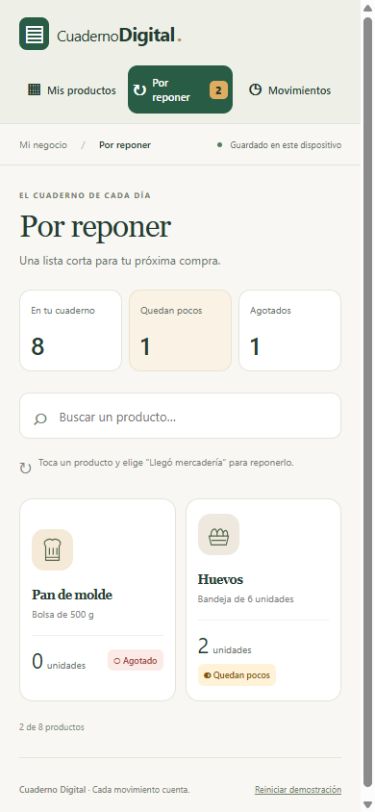 CuadernoDigital.
Mis productos
Por
reponer
2
Movimientos
Mi negocio / Por reponer
Guardado en este dispositivo
EL CUADERNO DE CADA DÍA
Por reponer
Una lista corta para tu próxima compra.
En tu cuaderno
8
Quedan pocos
1
Agotados
1
Buscar un producto...
Toca un producto y elige "Llegó mercadería" para reponerlo.
Pan de molde
Bolsa de 500 g
0 unidades
Agotado
Huevos
Bandeja de 6 unidades
2 unidades
Quedan pocos
2 de 8 productos
Cuaderno Digital · Cada movimiento cuenta.
Reiniciar demostración